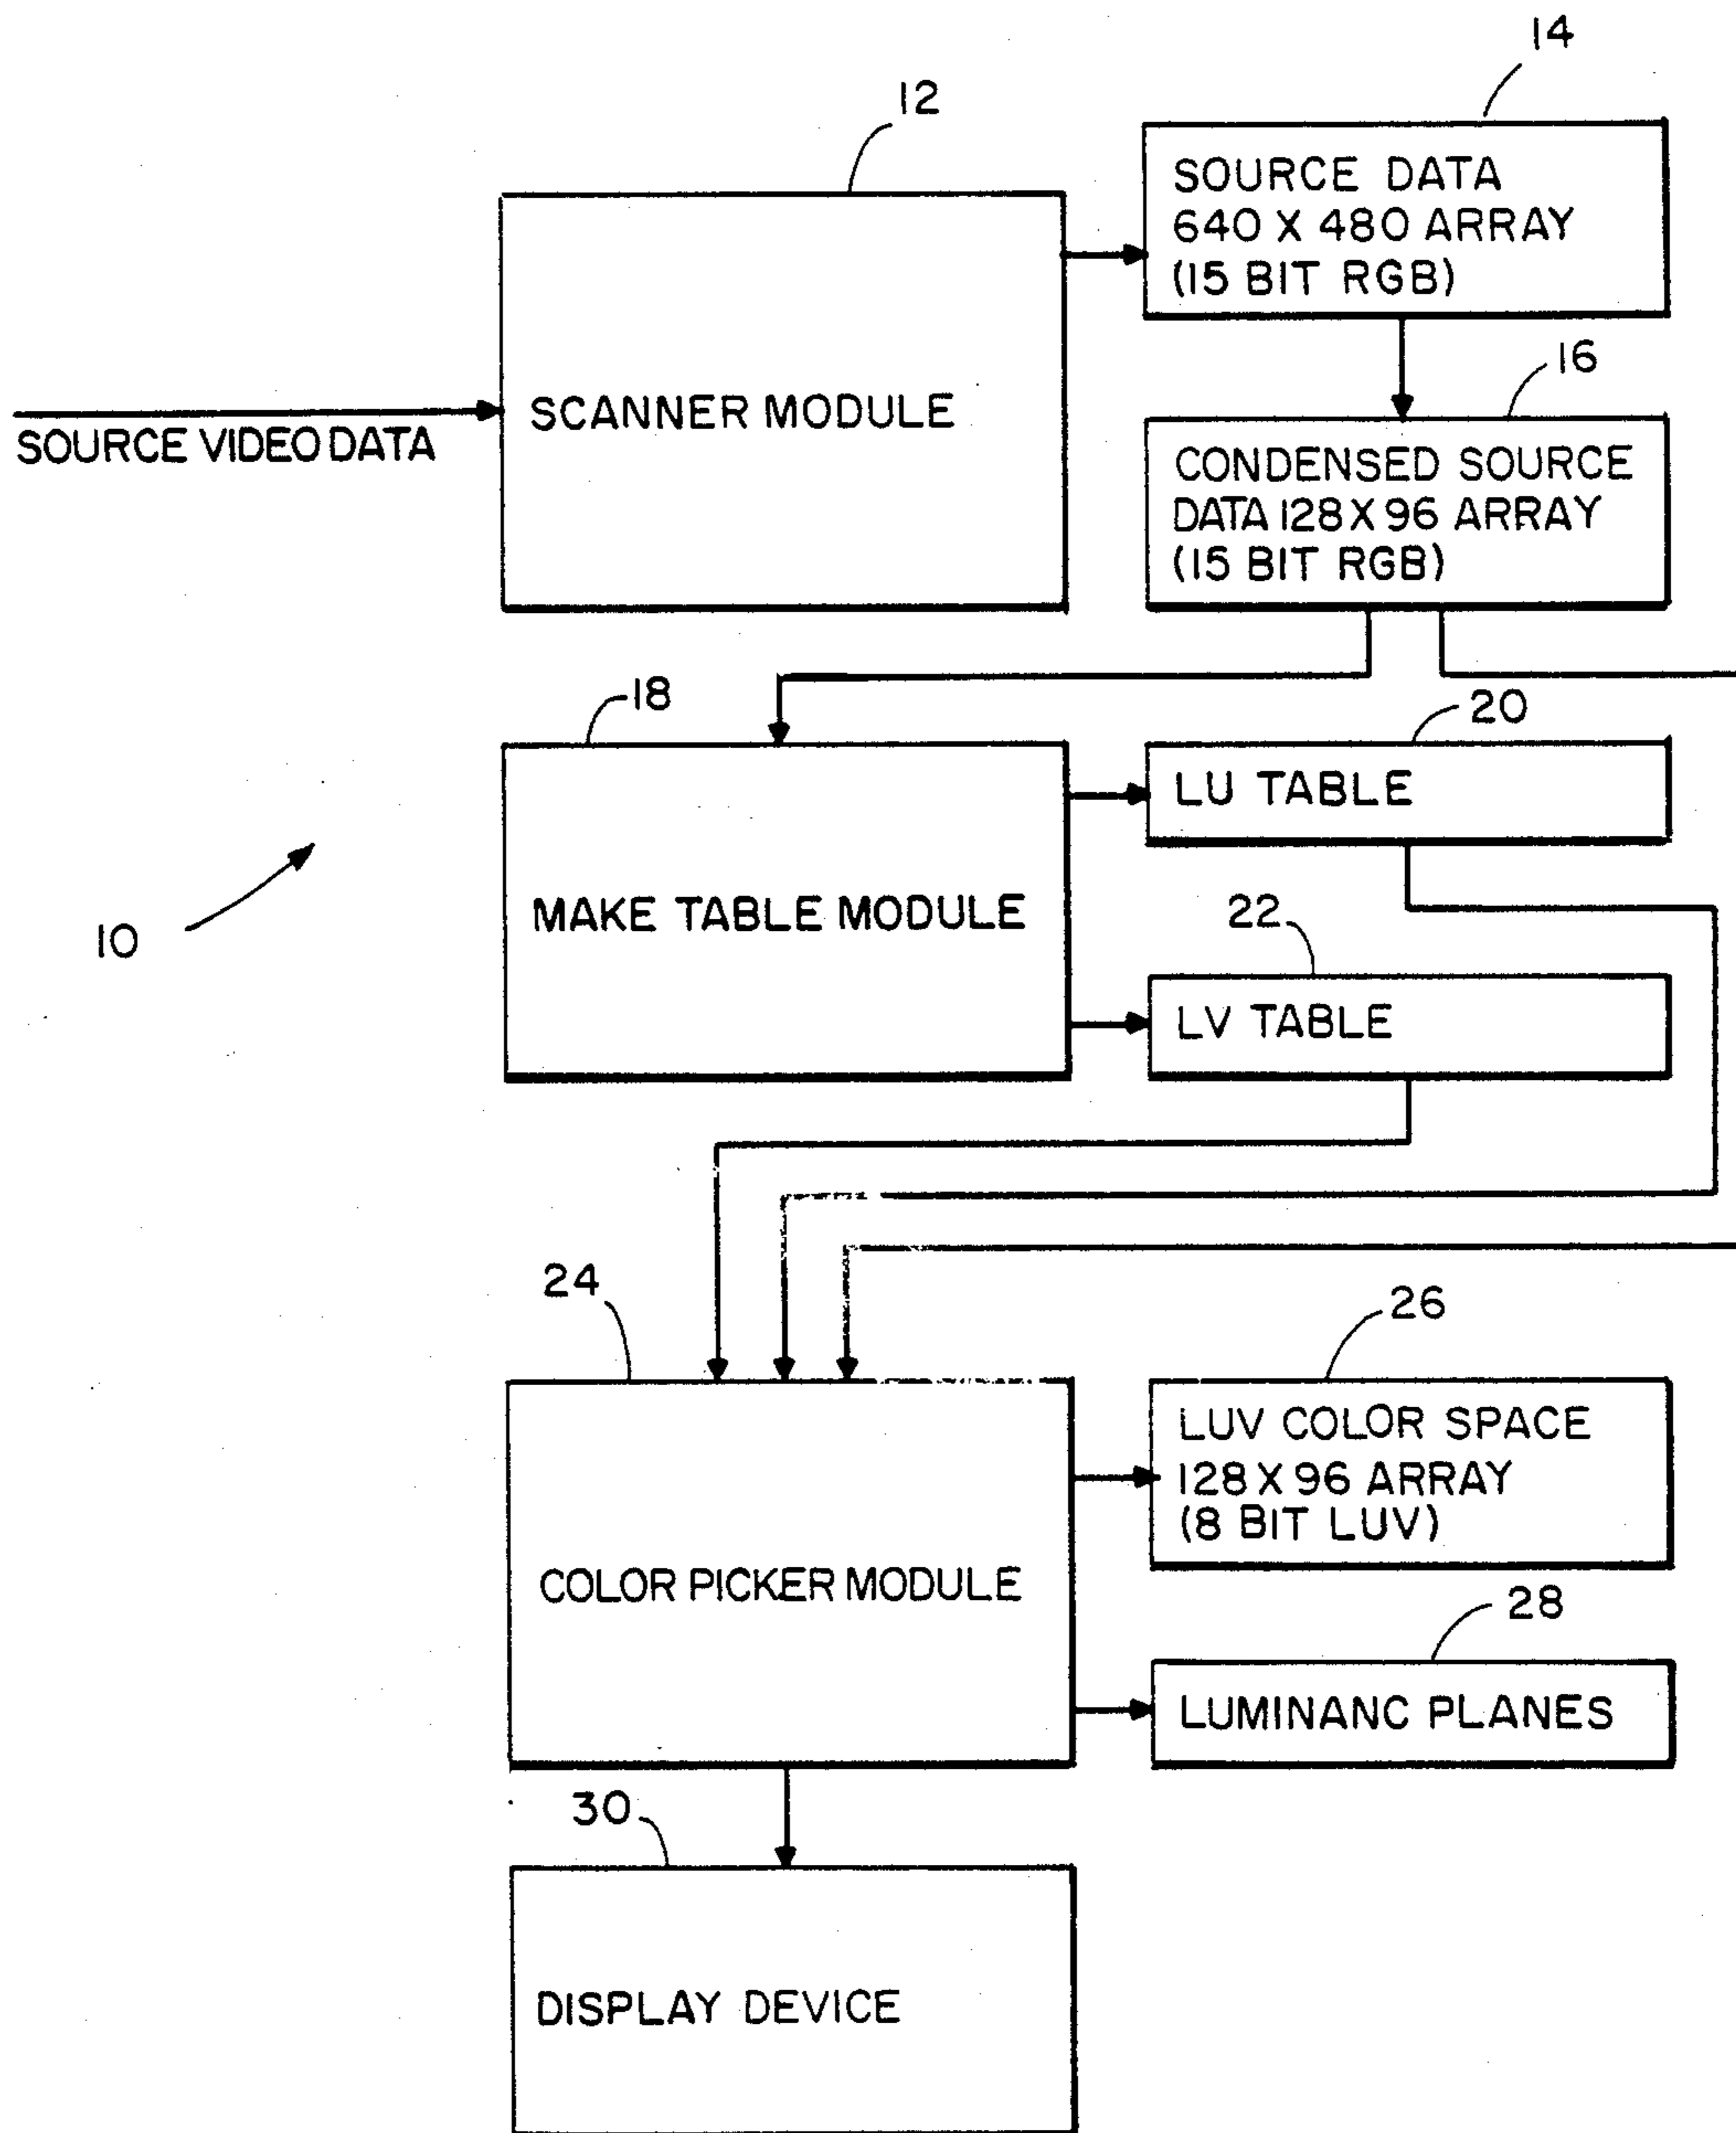 14
12
SOURCE DATA
640 X 480 ARRAY
(15 BIT RGB)
16
SCANNER MODULE
SOURCE VIDEO DATA
CONDENSED SOURCE
DATA 128 X 96 ARRAY
(15 BIT RGB)
18
20
LU TABLE
MAKE TABLE MODULE
10
22
LV TABLE
24
26
LUV COLOR SPACE
128 X 96 ARRAY
(8 BIT LUV)
COLOR PICKER MODULE
28
LUMINANC PLANES
30
DISPLAY DEVICE